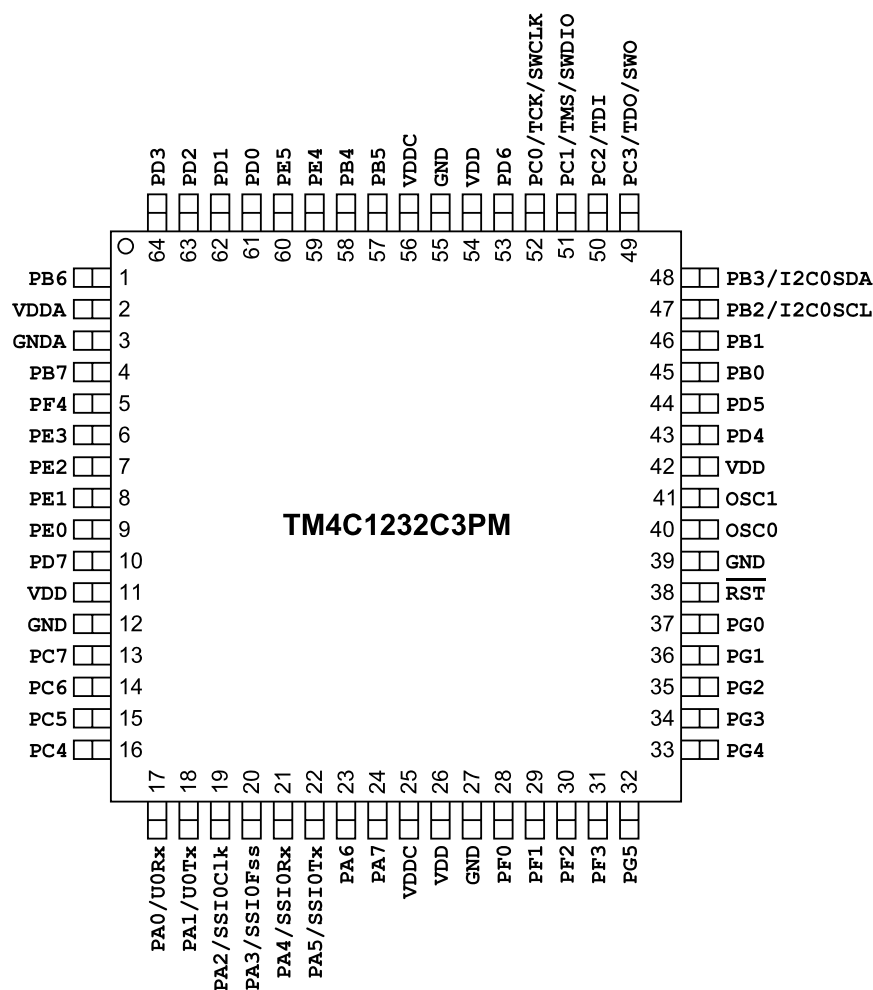 PD3
PD2
PD1
PD0
PE5
PE4
PB4
PB5
VDDC
GND
VDD
PD6
PC0/TCK/SWCLK
PC1/TMS/SWDIO
PC2/TDI
PC3/TDO/SWO
64
63
62
61
60
59
58
57
56
55
54
53
52
51
50
49
PB6 1
VDDA 2
GNDA 3
PB7 4
PF4 5
PE3 6
PE2 7
PE1 8
PE0 9
PD7 10
VDD 11
GND 12
PC7 13
PC6 14
PC5 15
PC4 16
TM4C1232C3PM
48 PB3/I2C0SDA
47 PB2/I2C0SCL
46 PB1
45 PB0
44 PD5
43 PD4
42 VDD
41 OSC1
40 OSC0
39 GND
38 RST
37 PG0
36 PG1
35 PG2
34 PG3
33 PG4
17
18
19
20
21
22
23
24
25
26
27
28
29
30
31
32
PA0/U0Rx
PA1/U0Tx
PA2/SSI0Clk
PA3/SSI0Fss
PA4/SSI0Rx
PA5/SSI0Tx
PA6
PA7
VDDC
VDD
GND
PF0
PF1
PF2
PF3
PG5